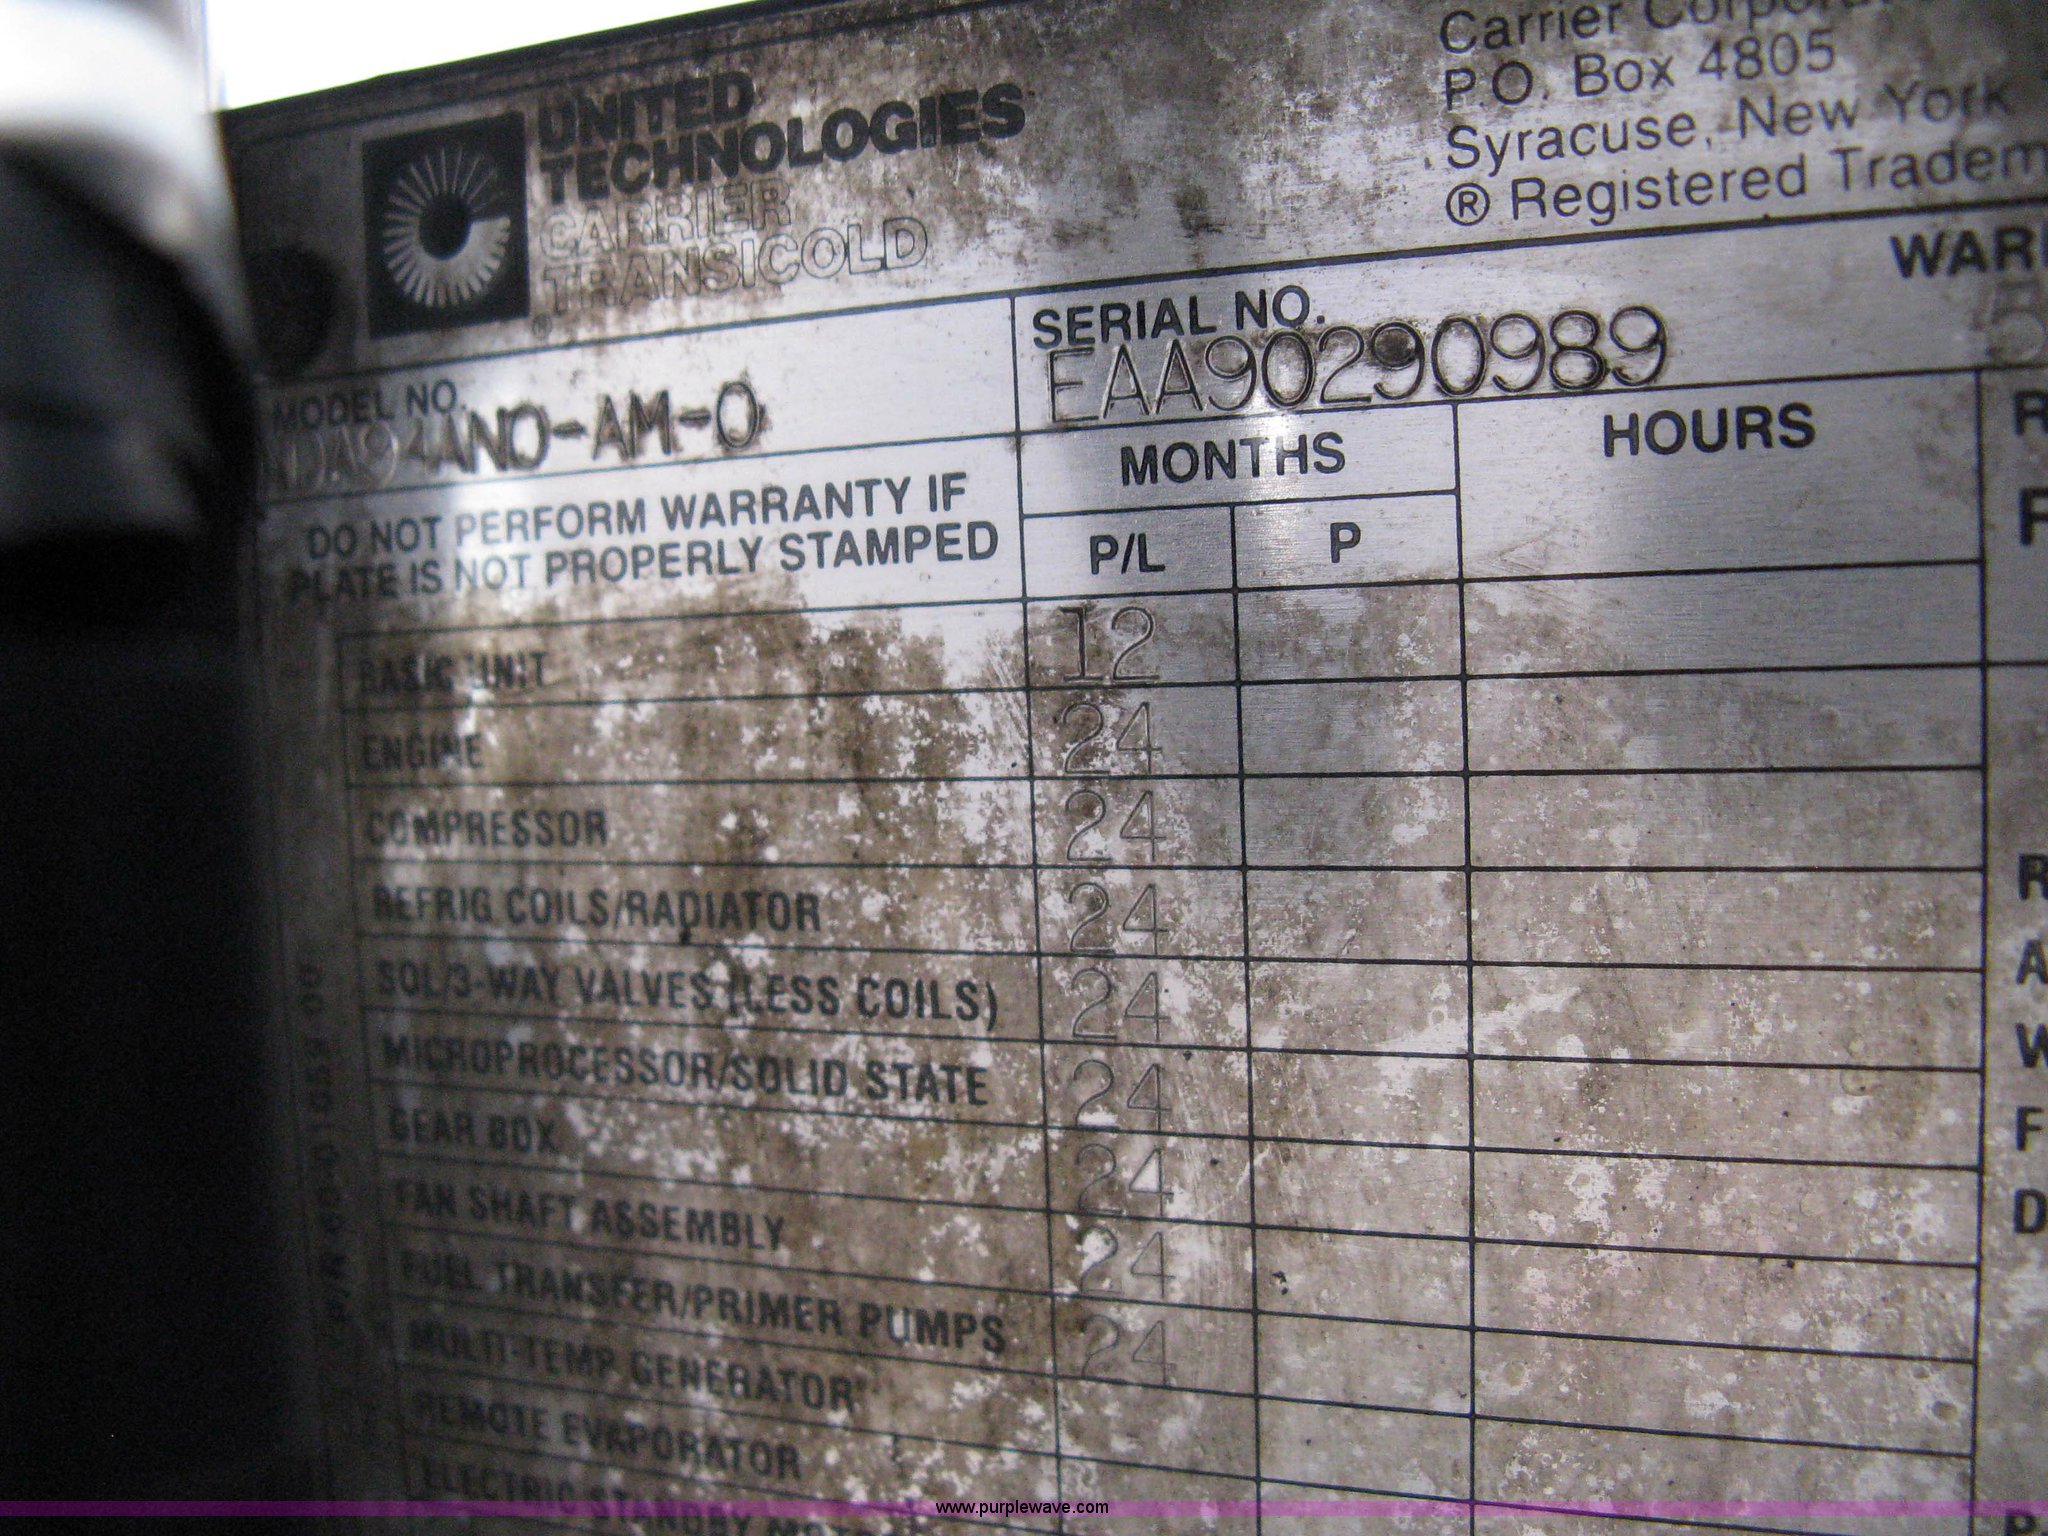 UNITED
TECHNOLOGIES
CARRIER
TRANSICOLD
®
Carrier
P.O. Box 4805
Syracuse, New York
® Registered Tradem
WAR
MODEL NO.
NDA94ANO-AM-0
SERIAL NO.
EAA90290989
MONTHS
HOURS
DO NOT PERFORM WARRANTY IF
PLATE IS NOT PROPERLY STAMPED
P/L
P
BASIC UNIT 12
ENGINE 24
COMPRESSOR 24
REFRIG COILS/RADIATOR 24
SOL/3-WAY VALVES (LESS COILS) 24
MICROPROCESSOR/SOLID STATE 24
GEAR BOX 24
FAN SHAFT ASSEMBLY 24
FUEL TRANSFER/PRIMER PUMPS 24
MULTI-TEMP GENERATOR
REMOTE EVAPORATOR
ELECTRIC STANDBY
R
F
R
A
W
F
D
www.purplewave.com